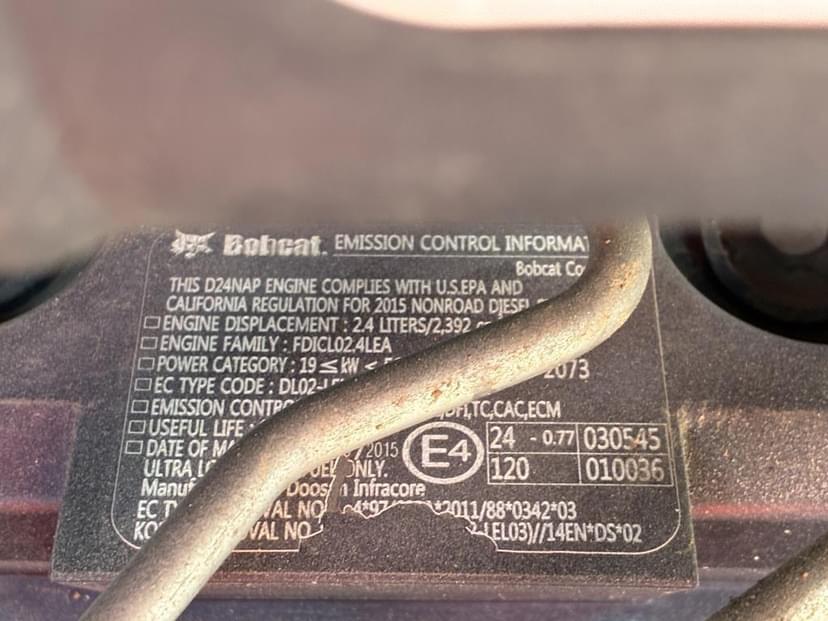 Bobcat. EMISSION CONTROL INFORMAT
Bobcat Co
THIS D24NAP ENGINE COMPLIES WITH U.S.EPA AND
CALIFORNIA REGULATION FOR 2015 NONROAD DIESEL
ENGINE DISPLACEMENT : 2.4 LITERS/2,392
ENGINE FAMILY : FDICL02.4LEA
POWER CATEGORY : 19 ≤ kW < 2073
EC TYPE CODE : DL02-
EMISSION CONTRO DFI,TC,CAC,ECM
USEFUL LIFE :
DATE OF MA 2015
ULTRA L FUEL ONLY.
Manuf Doos Infracore
E4
24 - 0.77 030545
120 010036
EC T VAL NO 2011/88*0342*03
KO VAL NO LEL03)//14EN*DS*02